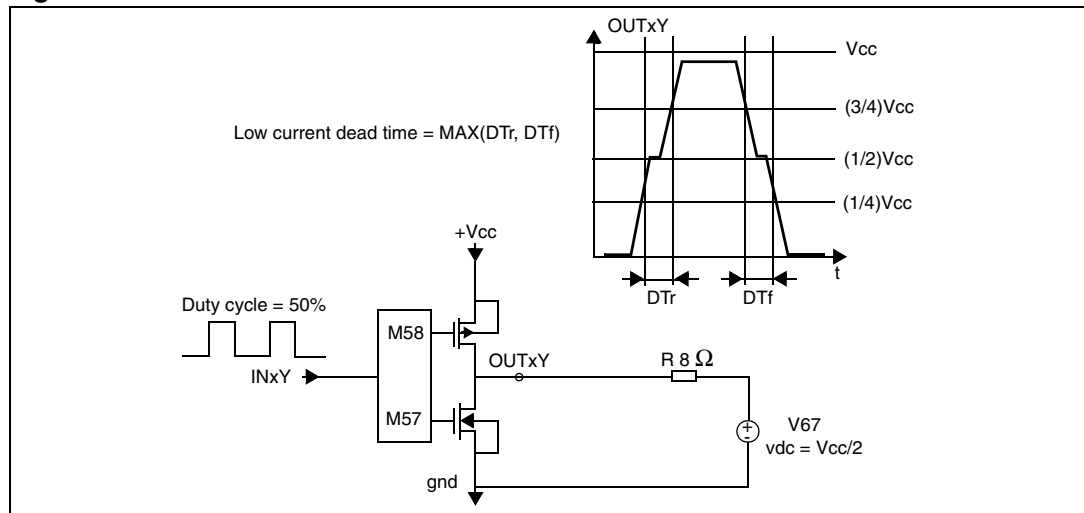 OUTxY
Vcc
(3/4)Vcc
Low current dead time = MAX(DTr, DTf)
(1/2)Vcc
(1/4)Vcc
+Vcc
t
DTr
DTf
Duty cycle = 50%
M58
OUTxY
R 8 Ω
INxY
M57
+
-
V67
vdc = Vcc/2
gnd